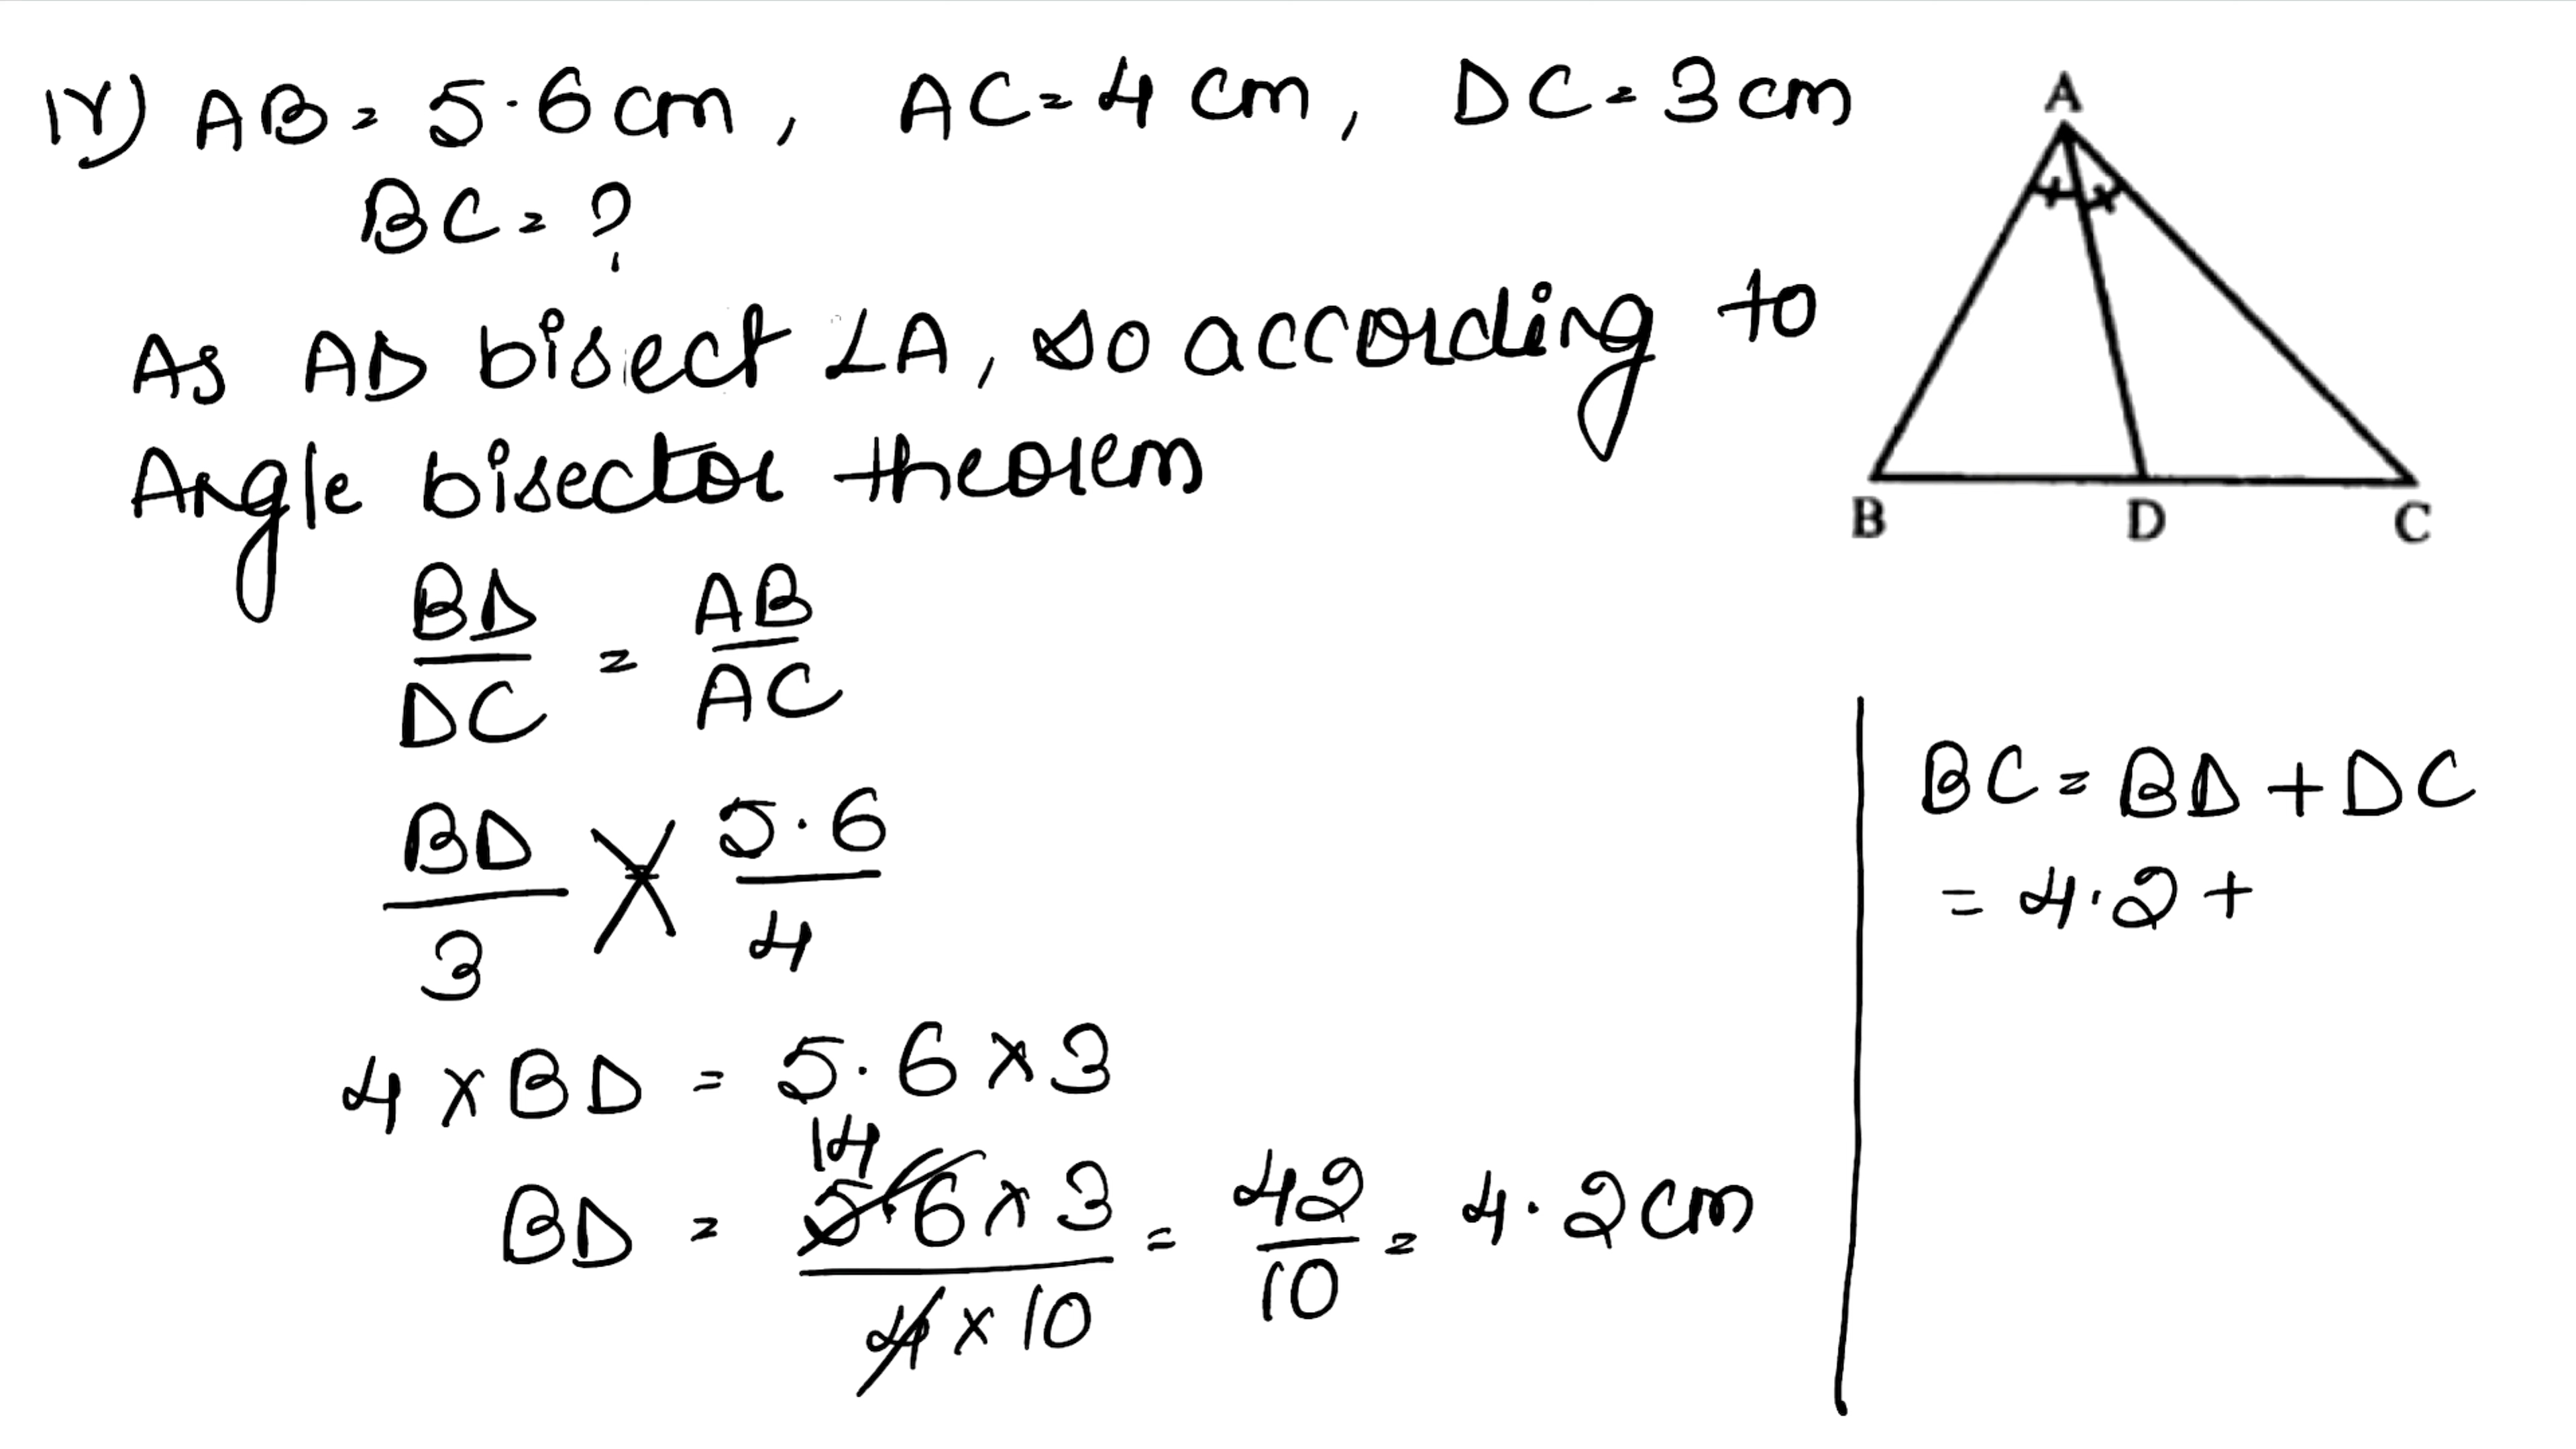 IV) AB = 5.6 cm, AC = 4 cm, DC = 3 cm
BC = ?
As AD bisect ∠A, so according to
Angle bisector theorem
BD/DC = AB/AC
BD/3 = 5.6/4
4 × BD = 5.6 × 3
14
BD = 5.6 × 3 / 4 × 10 = 42/10 = 4.2 cm
A
B D C
BC = BD + DC
= 4.2 +